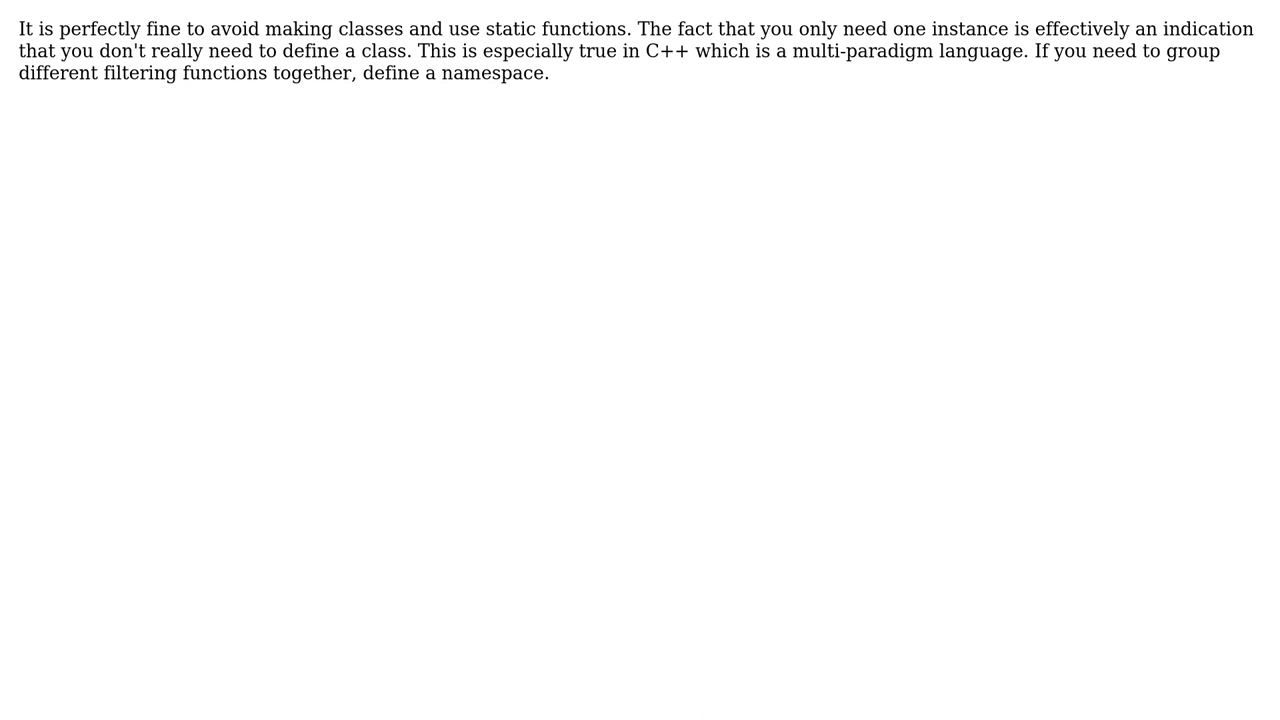 It is perfectly fine to avoid making classes and use static functions. The fact that you only need one instance is effectively an indication
that you don't really need to define a class. This is especially true in C++ which is a multi-paradigm language. If you need to group
different filtering functions together, define a namespace.